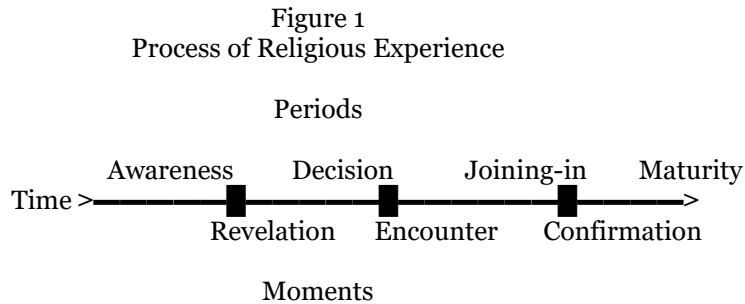 Figure 1
Process of Religious Experience
Periods
Awareness Decision Joining-in Maturity
Time > >
Revelation Encounter Confirmation
Moments